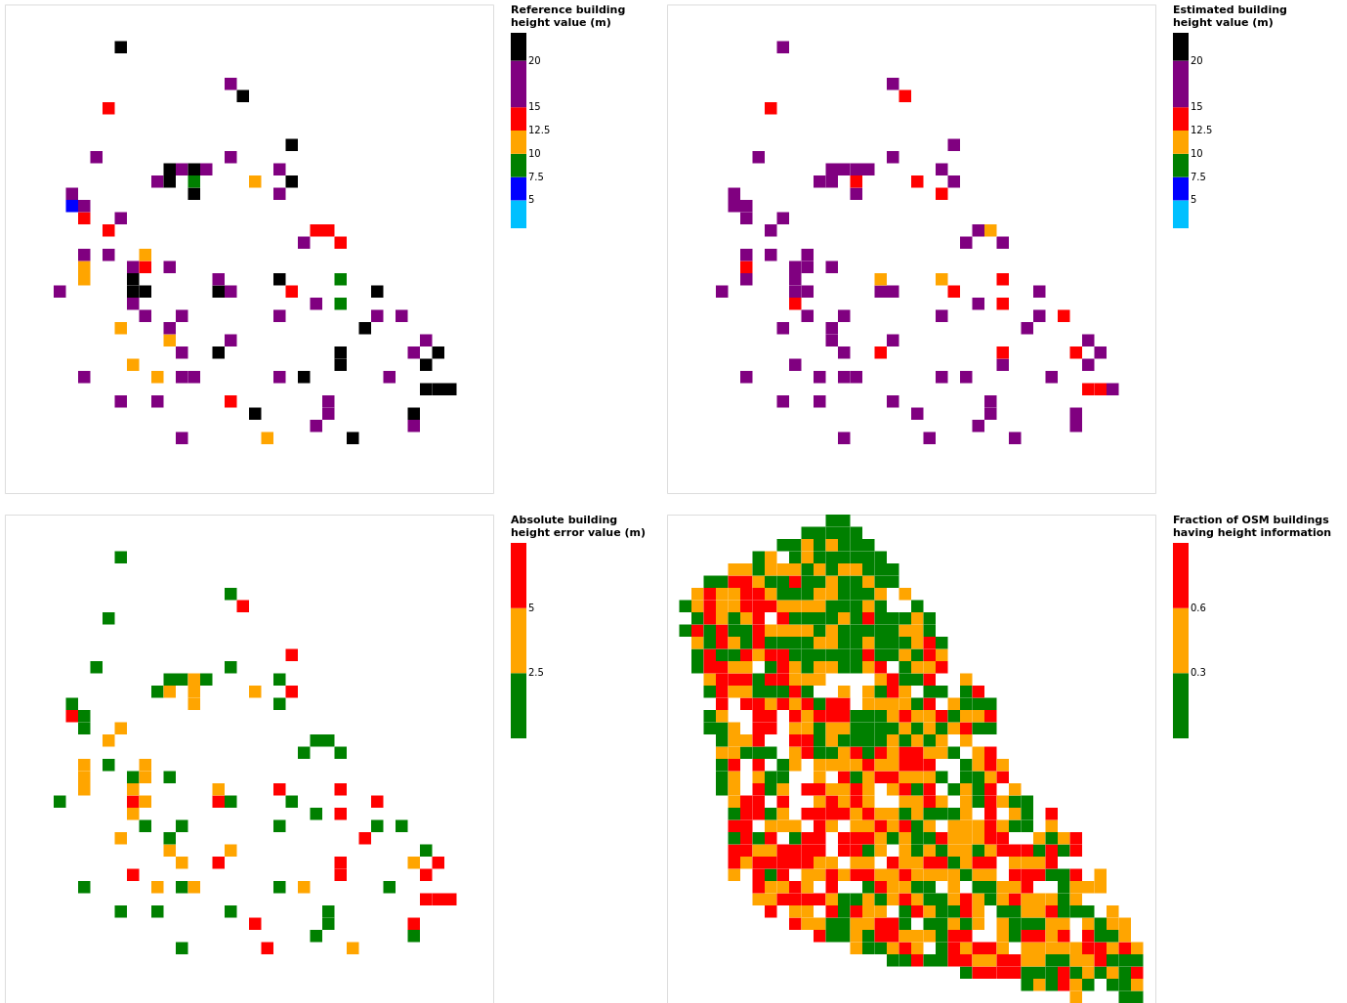 Reference building
height value (m)
20
15
12.5
10
7.5
5
Estimated building
height value (m)
20
15
12.5
10
7.5
5
Absolute building
height error value (m)
5
2.5
Fraction of OSM buildings
having height information
0.6
0.3